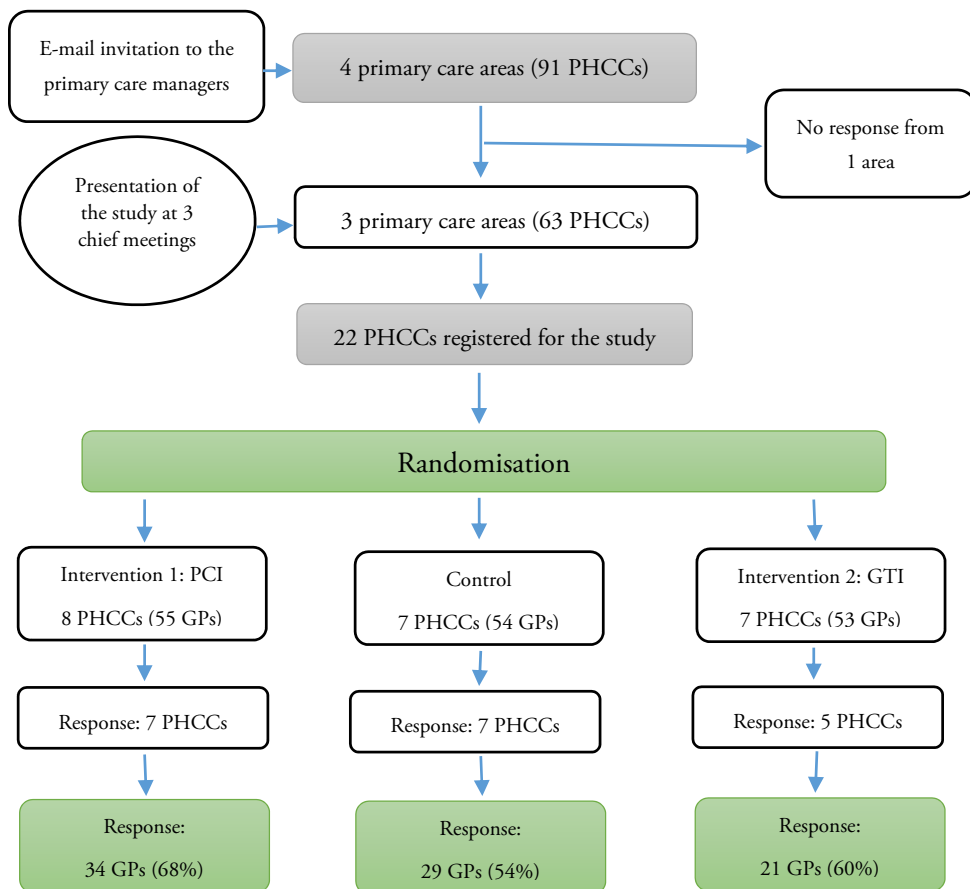 E-mail invitation to the
primary care managers
4 primary care areas (91 PHCCs)
No response from
1 area
Presentation of
the study at 3
chief meetings
3 primary care areas (63 PHCCs)
22 PHCCs registered for the study
Randomisation
Intervention 1: PCI
8 PHCCs (55 GPs)
Control
7 PHCCs (54 GPs)
Intervention 2: GTI
7 PHCCs (53 GPs)
Response: 7 PHCCs
Response: 7 PHCCs
Response: 5 PHCCs
Response:
34 GPs (68%)
Response:
29 GPs (54%)
Response:
21 GPs (60%)